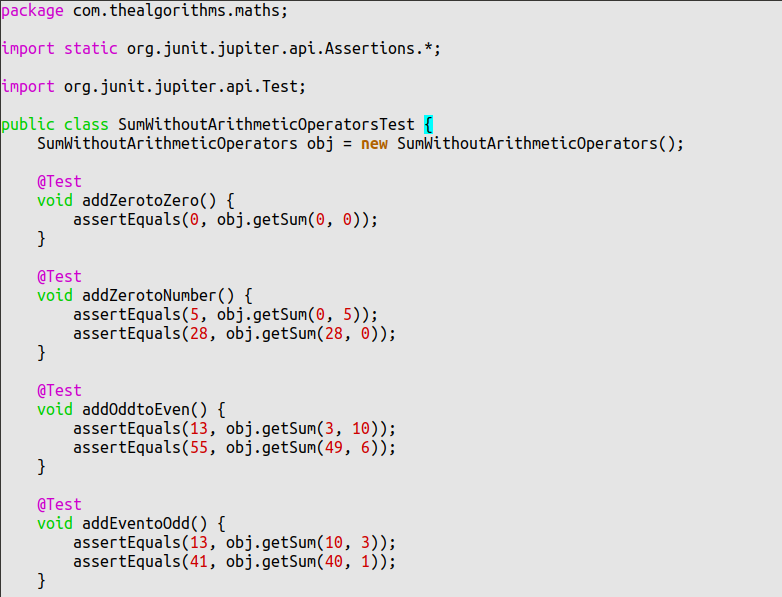 package com.thealgorithms.maths;
import static org.junit.jupiter.api.Assertions.*;
import org.junit.jupiter.api.Test;
public class SumWithoutArithmeticOperatorsTest {
    SumWithoutArithmeticOperators obj = new SumWithoutArithmeticOperators();
    @Test
    void addZerotoZero() {
        assertEquals(0, obj.getSum(0, 0));
    }
    @Test
    void addZerotoNumber() {
        assertEquals(5, obj.getSum(0, 5));
        assertEquals(28, obj.getSum(28, 0));
    }
    @Test
    void addOddtoEven() {
        assertEquals(13, obj.getSum(3, 10));
        assertEquals(55, obj.getSum(49, 6));
    }
    @Test
    void addEventoOdd() {
        assertEquals(13, obj.getSum(10, 3));
        assertEquals(41, obj.getSum(40, 1));
    }